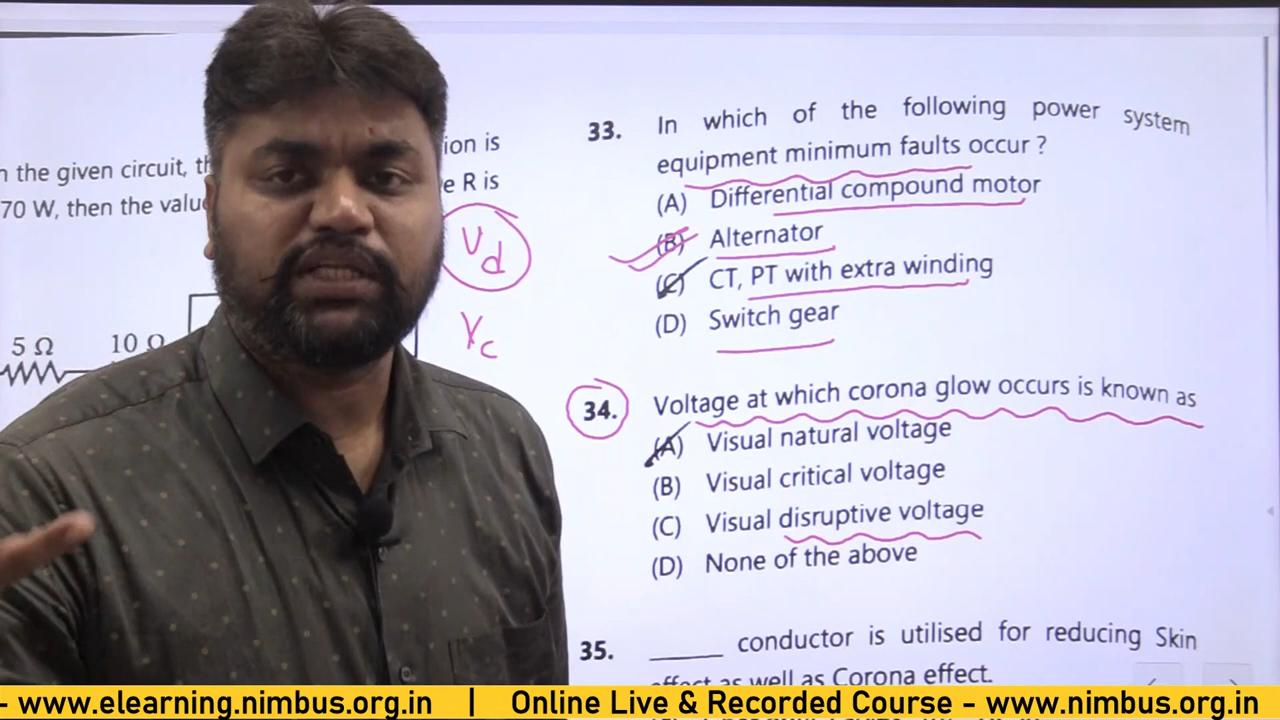 n the given circuit, th
ion is
e R is
70 W, then the valu
5 Ω
10 Ω
Vd
Vc
33. In which of the following power system
equipment minimum faults occur ?
(A) Differential compound motor
(B) Alternator
(C) CT, PT with extra winding
(D) Switch gear
34. Voltage at which corona glow occurs is known as
(A) Visual natural voltage
(B) Visual critical voltage
(C) Visual disruptive voltage
(D) None of the above
35. ______ conductor is utilised for reducing Skin
effect as well as Corona effect.
- www.elearning.nimbus.org.in | Online Live & Recorded Course - www.nimbus.org.in